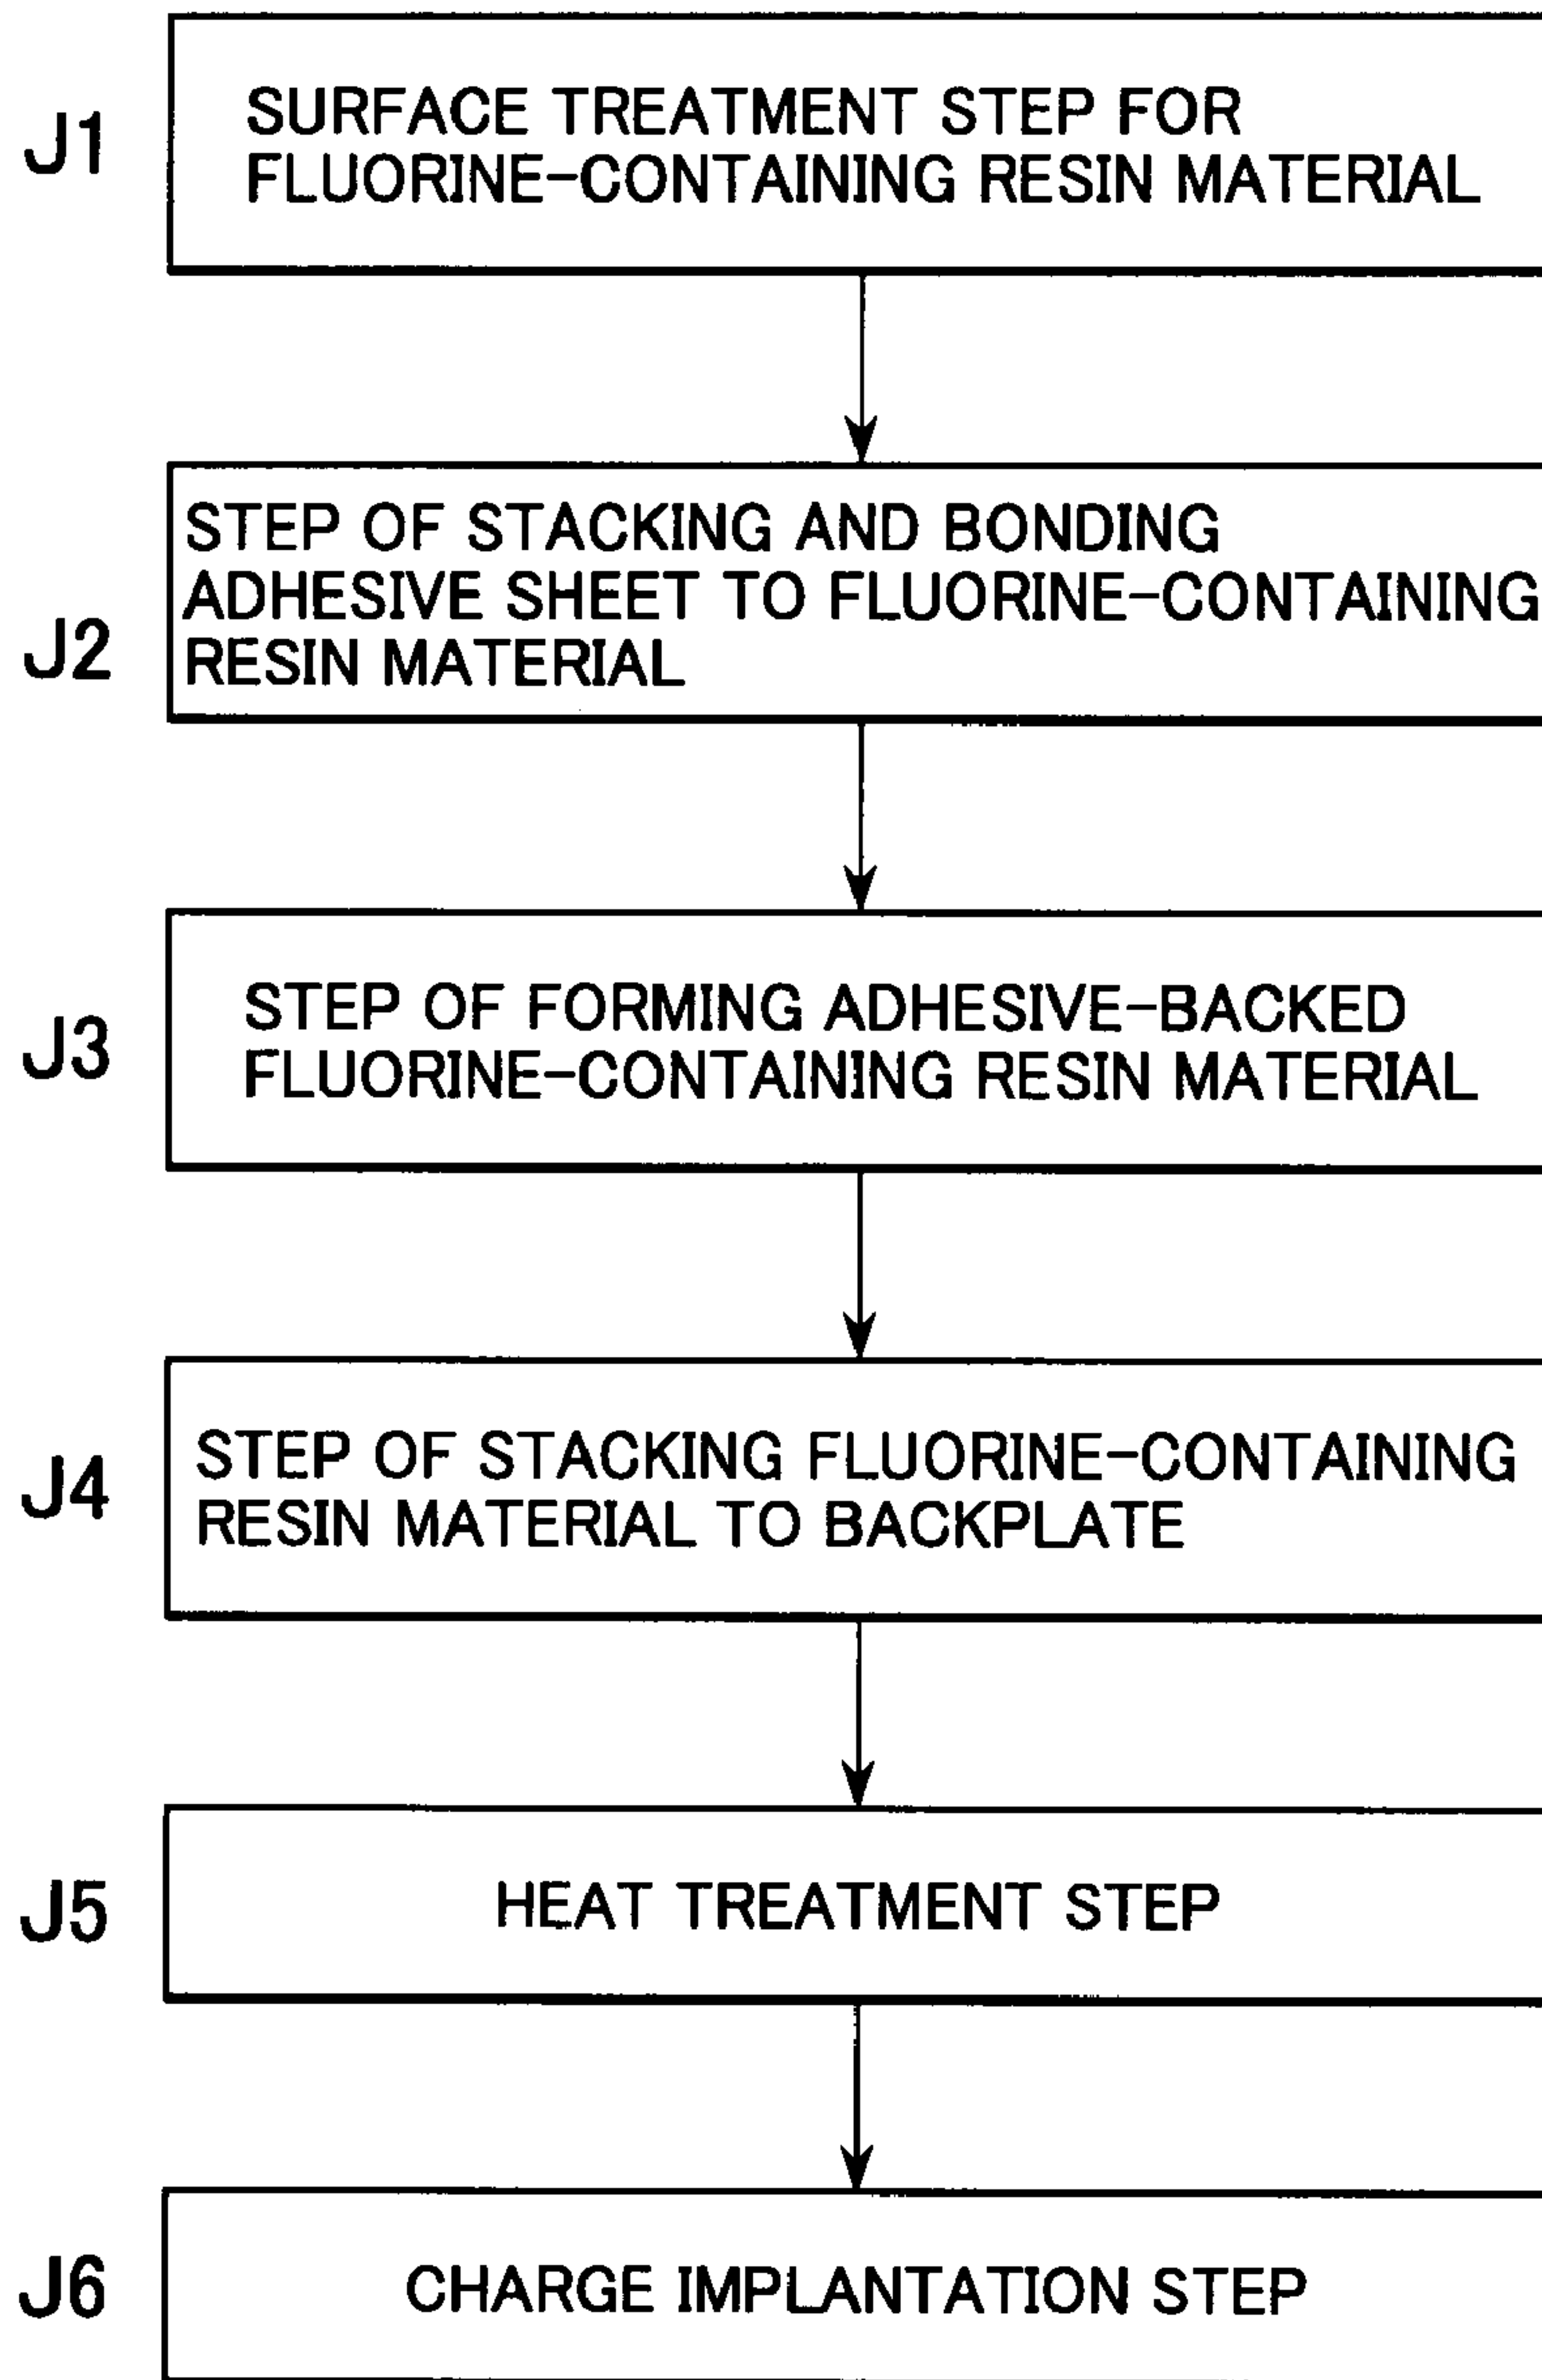 J1
SURFACE TREATMENT STEP FOR
FLUORINE-CONTAINING RESIN MATERIAL
J2
STEP OF STACKING AND BONDING
ADHESIVE SHEET TO FLUORINE-CONTAINING
RESIN MATERIAL
J3
STEP OF FORMING ADHESIVE-BACKED
FLUORINE-CONTAINING RESIN MATERIAL
J4
STEP OF STACKING FLUORINE-CONTAINING
RESIN MATERIAL TO BACKPLATE
J5
HEAT TREATMENT STEP
J6
CHARGE IMPLANTATION STEP